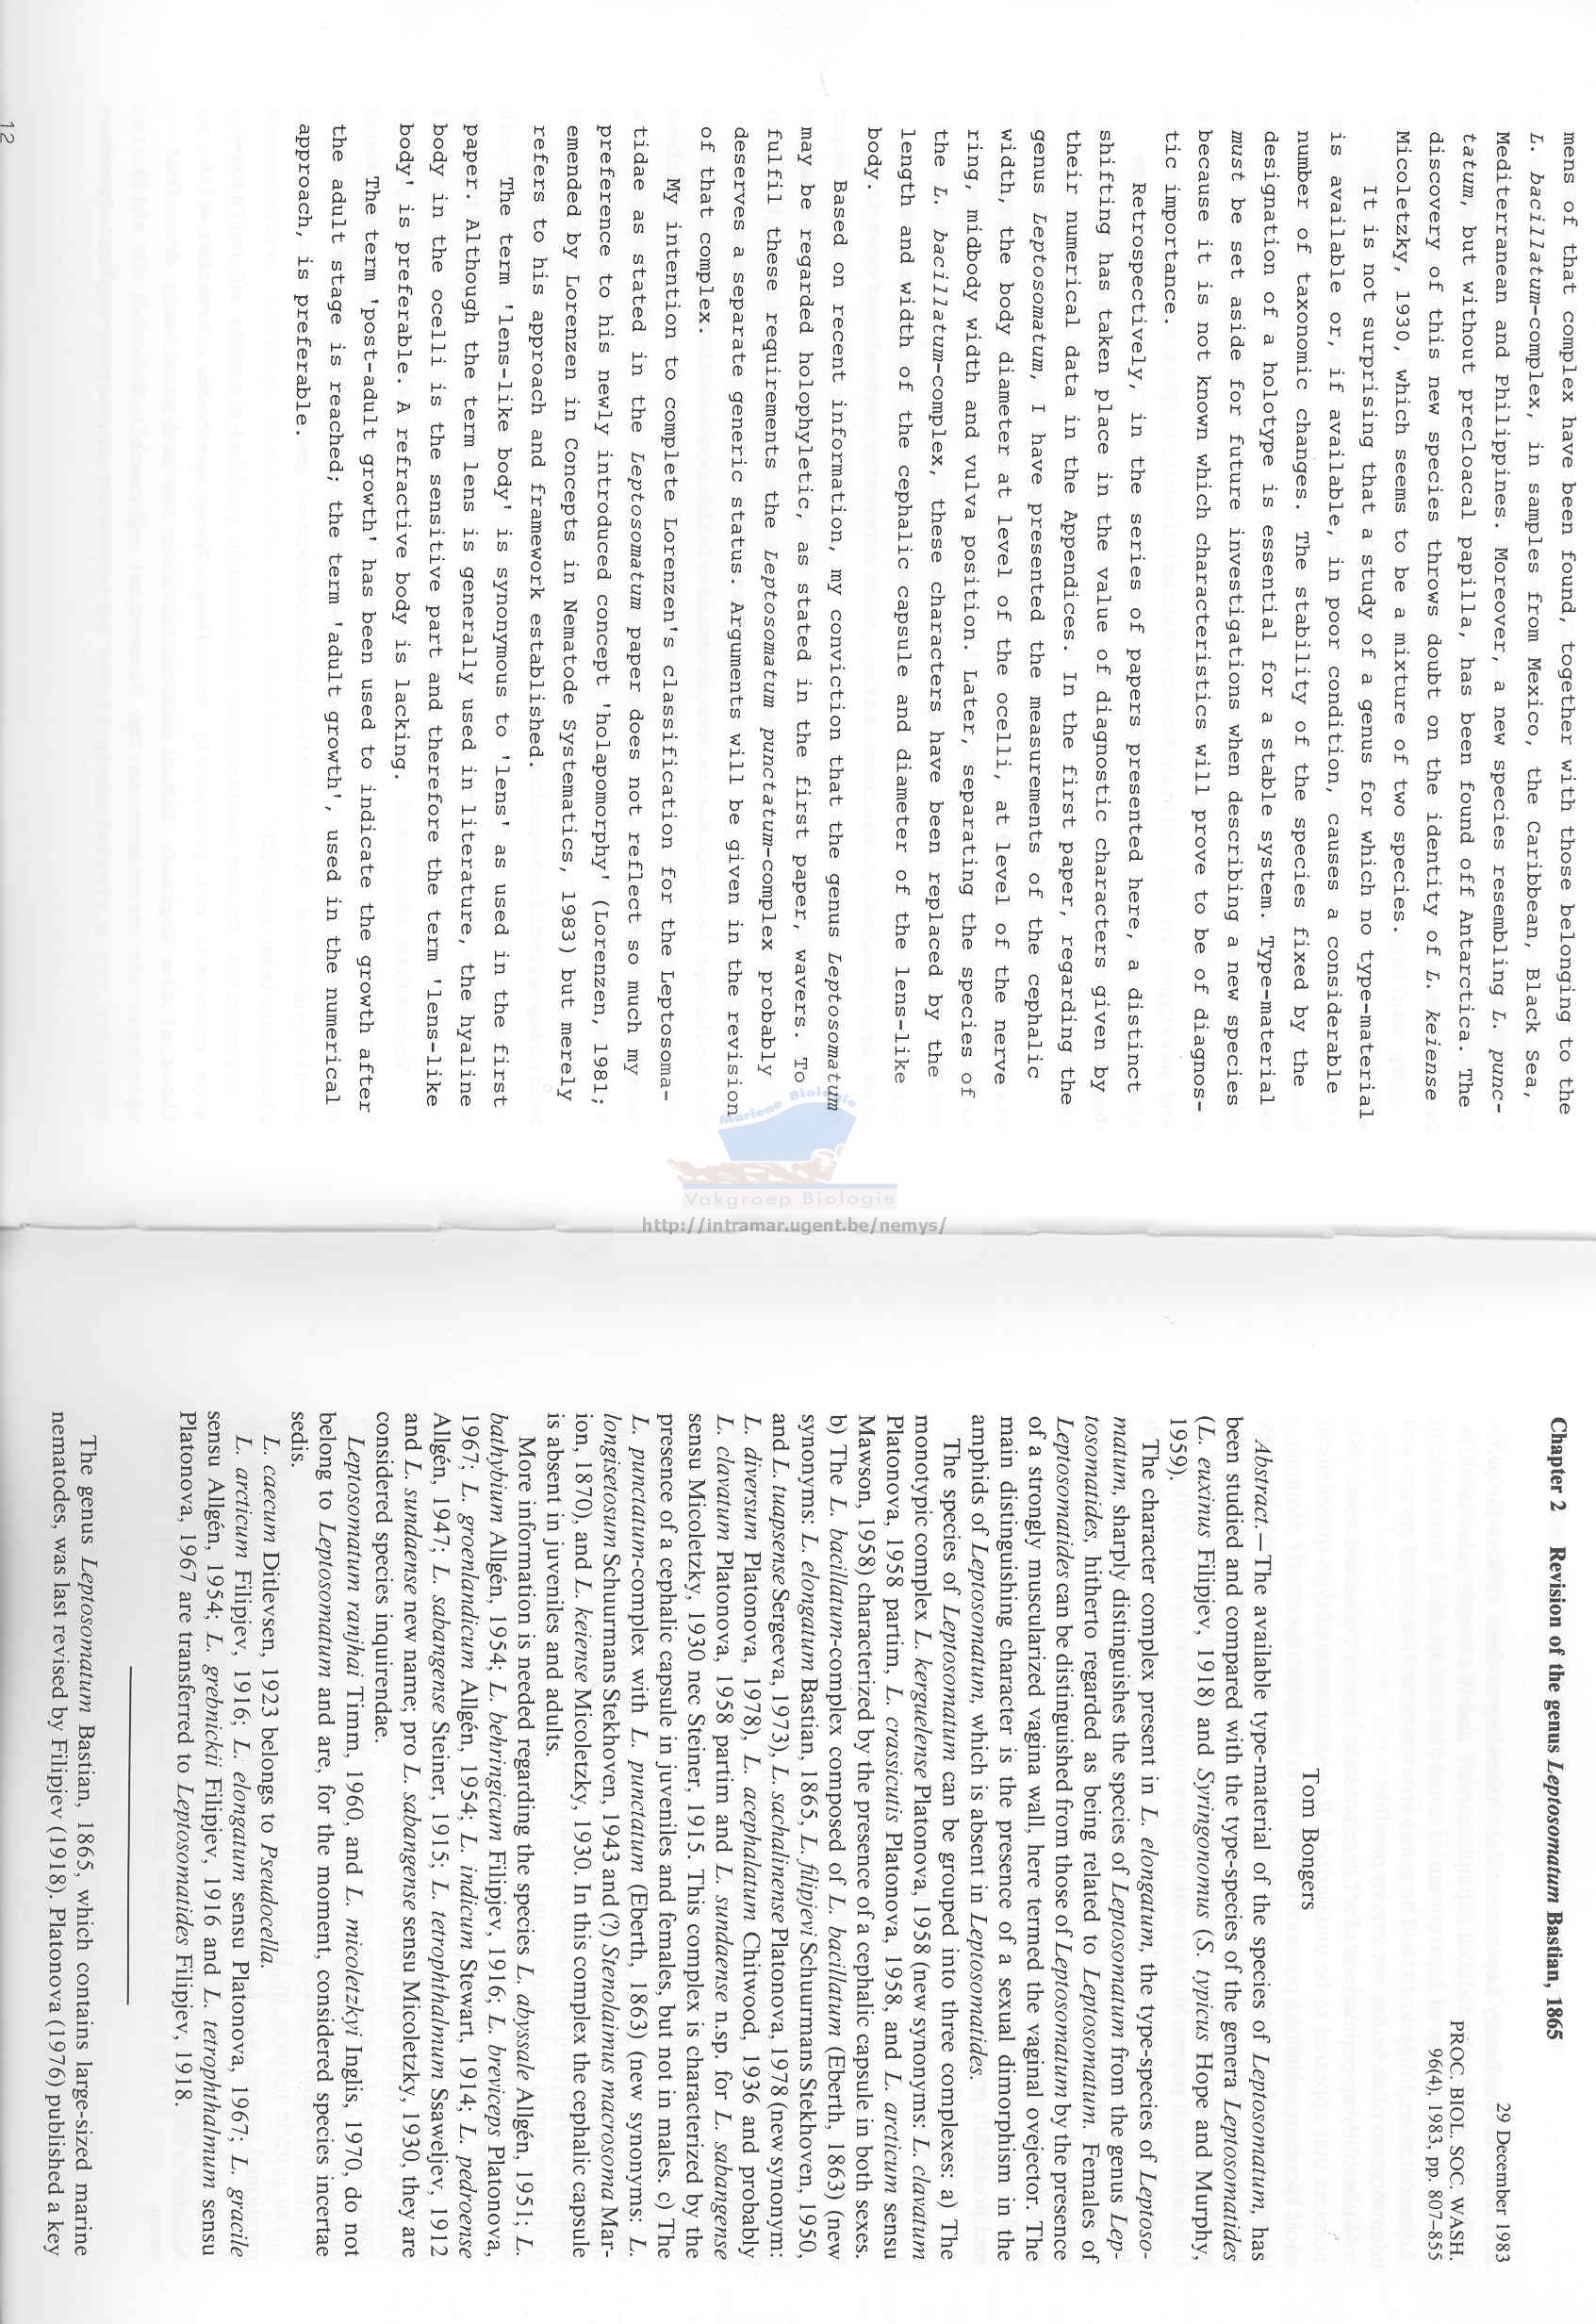 mens of that complex have been found, together with those belonging to the
L. bacillatum-complex, in samples from Mexico, the Caribbean, Black Sea,
Mediterranean and Philippines. Moreover, a new species resembling L. punc-
tatum, but without precloacal papilla, has been found off Antarctica. The
discovery of this new species throws doubt on the identity of L. keiense
Micoletzky, 1930, which seems to be a mixture of two species.
It is not surprising that a study of a genus for which no type-material
is available or, if available, in poor condition, causes a considerable
number of taxonomic changes. The stability of the species fixed by the
designation of a holotype is essential for a stable system. Type-material
must be set aside for future investigations when describing a new species
because it is not known which characteristics will prove to be of diagnos-
tic importance.
Retrospectively, in the series of papers presented here, a distinct
shifting has taken place in the value of diagnostic characters given by
their numerical data in the Appendices. In the first paper, regarding the
genus Leptosomatum, I have presented the measurements of the cephalic
width, the body diameter at level of the ocelli, at level of the nerve
ring, midbody width and vulva position. Later, separating the species of
the L. bacillatum-complex, these characters have been replaced by the
length and width of the cephalic capsule and diameter of the lens-like
body.
Based on recent information, my conviction that the genus Leptosomatum
may be regarded holophyletic, as stated in the first paper, wavers. To
fulfil these requirements the Leptosomatum punctatum-complex probably
deserves a separate generic status. Arguments will be given in the revision
of that complex.
My intention to complete Lorenzen's classification for the Leptosoma-
tidae as stated in the Leptosomatum paper does not reflect so much my
preference to his newly introduced concept 'holapomorphy' (Lorenzen, 1981;
emended by Lorenzen in Concepts in Nematode Systematics, 1983) but merely
refers to his approach and framework established.
The term 'lens-like body' is synonymous to 'lens' as used in the first
paper. Although the term lens is generally used in literature, the hyaline
body in the ocelli is the sensitive part and therefore the term 'lens-like
body' is preferable. A refractive body is lacking.
The term 'post-adult growth' has been used to indicate the growth after
the adult stage is reached; the term 'adult growth', used in the numerical
approach, is preferable.
12
Mariene Biologie
Vakgroep Biologie
http://intramar.ugent.be/nemys/
29 December 1983
PROC. BIOL. SOC. WASH.
96(4), 1983, pp. 807–855
Chapter 2 Revision of the genus Leptosomatum Bastian, 1865
Tom Bongers
Abstract.—The available type-material of the species of Leptosomatum, has
been studied and compared with the type-species of the genera Leptosomatides
(L. euxinus Filipjev, 1918) and Syringonomus (S. typicus Hope and Murphy,
1959).
The character complex present in L. elongatum, the type-species of Leptoso-
matum, sharply distinguishes the species of Leptosomatum from the genus Lep-
tosomatides, hitherto regarded as being related to Leptosomatum. Females of
Leptosomatides can be distinguished from those of Leptosomatum by the presence
of a strongly muscularized vagina wall, here termed the vaginal ovejector. The
main distinguishing character is the presence of a sexual dimorphism in the
amphids of Leptosomatum, which is absent in Leptosomatides.
The species of Leptosomatum can be grouped into three complexes: a) The
monotypic complex L. kerguelense Platonova, 1958 (new synonyms: L. clavatum
Platonova, 1958 partim, L. crassicutis Platonova, 1958, and L. arcticum sensu
Mawson, 1958) characterized by the presence of a cephalic capsule in both sexes.
b) The L. bacillatum-complex composed of L. bacillatum (Eberth, 1863) (new
synonyms: L. elongatum Bastian, 1865, L. filipjevi Schuurmans Stekhoven, 1950,
and L. tuapsense Sergeeva, 1973), L. sachalinense Platonova, 1978 (new synonym:
L. diversum Platonova, 1978), L. acephalatum Chitwood, 1936 and probably
L. clavatum Platonova, 1958 partim and L. sundaense n.sp. for L. sabangense
sensu Micoletzky, 1930 nec Steiner, 1915. This complex is characterized by the
presence of a cephalic capsule in juveniles and females, but not in males. c) The
L. punctatum-complex with L. punctatum (Eberth, 1863) (new synonyms: L.
longisetosum Schuurmans Stekhoven, 1943 and (?) Stenolaimus macrosoma Mar-
ion, 1870), and L. keiense Micoletzky, 1930. In this complex the cephalic capsule
is absent in juveniles and adults.
More information is needed regarding the species L. abyssale Allgén, 1951; L.
bathybium Allgén, 1954; L. behringicum Filipjev, 1916; L. breviceps Platonova,
1967; L. groenlandicum Allgén, 1954; L. indicum Stewart, 1914; L. pedroense
Allgén, 1947; L. sabangense Steiner, 1915; L. tetrophthalmum Ssaweljev, 1912
and L. sundaense new name; pro L. sabangense sensu Micoletzky, 1930, they are
considered species inquirendae.
Leptosomatum ranjhai Timm, 1960, and L. micoletzkyi Inglis, 1970, do not
belong to Leptosomatum and are, for the moment, considered species incertae
sedis.
L. caecum Ditlevsen, 1923 belongs to Pseudocella.
L. arcticum Filipjev, 1916; L. elongatum sensu Platonova, 1967; L. gracile
sensu Allgén, 1954; L. grebnickii Filipjev, 1916 and L. tetrophthalmum sensu
Platonova, 1967 are transferred to Leptosomatides Filipjev, 1918.
The genus Leptosomatum Bastian, 1865, which contains large-sized marine
nematodes, was last revised by Filipjev (1918). Platonova (1976) published a key